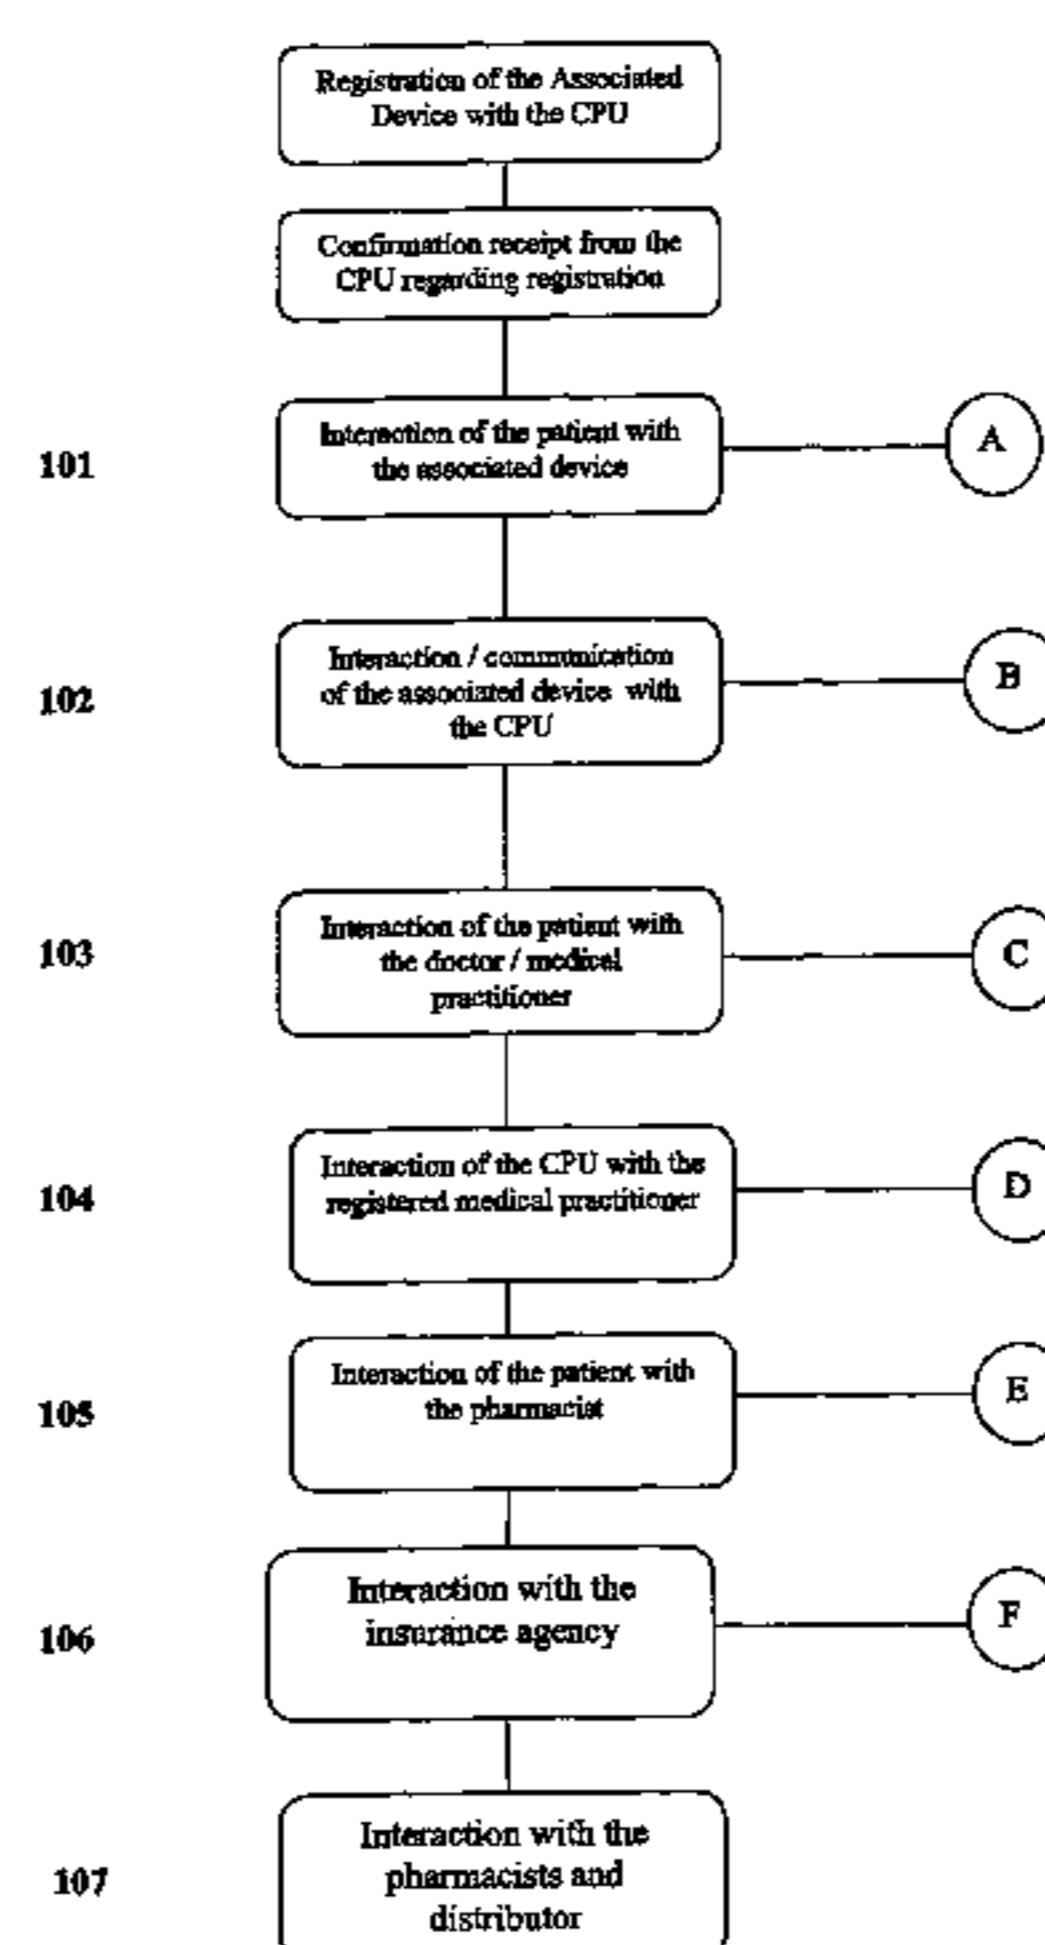 Registration of the Associated
Device with the CPU
Confirmation receipt from the
CPU regarding registration
101
Interaction of the patient with
the associated device
A
102
Interaction / communication
of the associated device with
the CPU
B
103
Interaction of the patient with
the doctor / medical
practitioner
C
104
Interaction of the CPU with the
registered medical practitioner
D
105
Interaction of the patient with
the pharmacist
E
106
Interaction with the
insurance agency
F
107
Interaction with the
pharmacists and
distributor